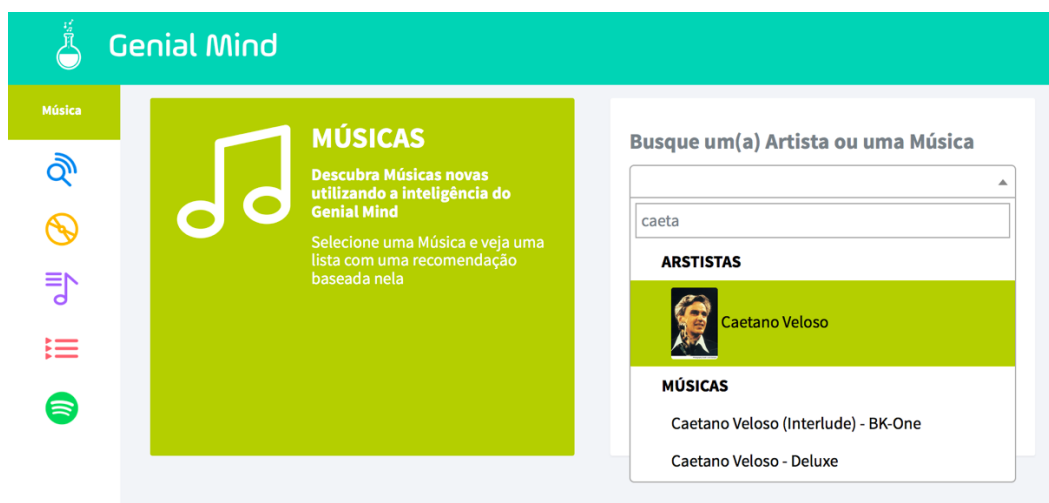 Genial Mind
Música
MÚSICAS
Descubra Músicas novas
utilizando a inteligência do
Genial Mind
Selecione uma Música e veja uma
lista com uma recomendação
baseada nela
Busque um(a) Artista ou uma Música
caeta
ARSTISTAS
Caetano Veloso
MÚSICAS
Caetano Veloso (Interlude) - BK-One
Caetano Veloso - Deluxe